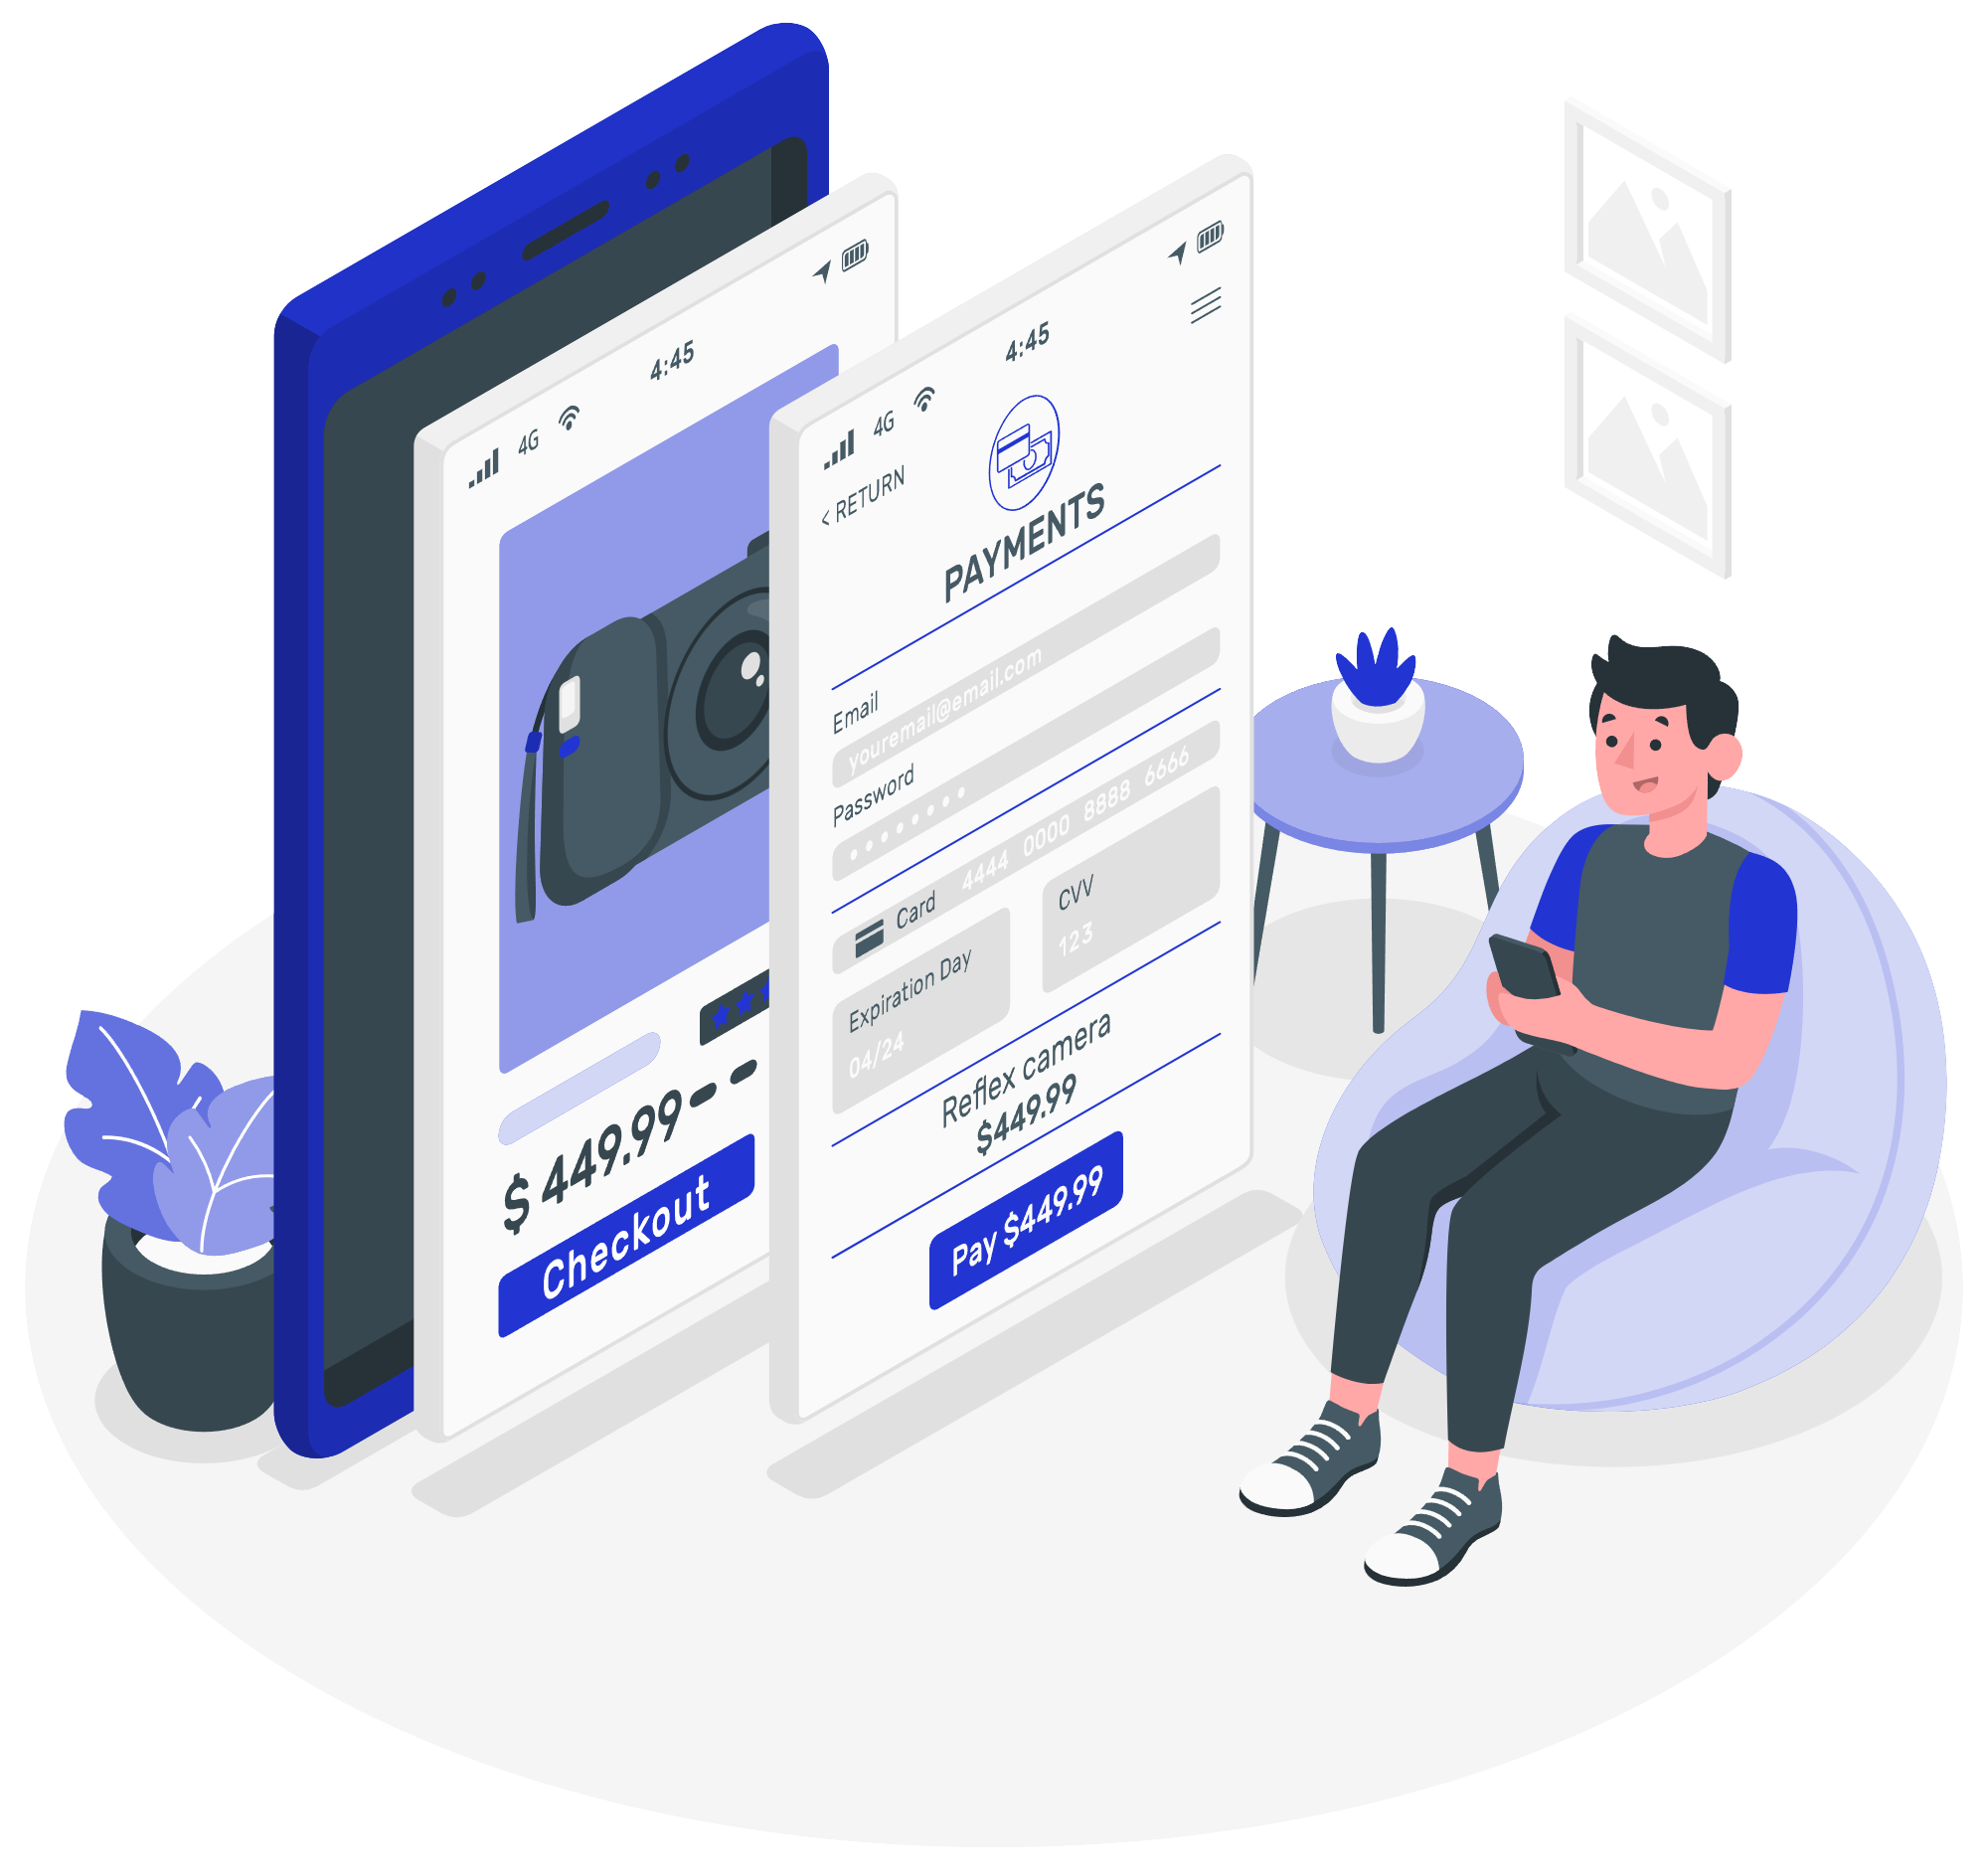 4G
4:45
$ 449.99
Checkout
4G
4:45
< RETURN
PAYMENTS
Email
youremail@email.com
Password
Card 4444 0000 8888 6666
Expiration Day
04/24
CVV
123
Reflex camera
$449.99
Pay $449.99